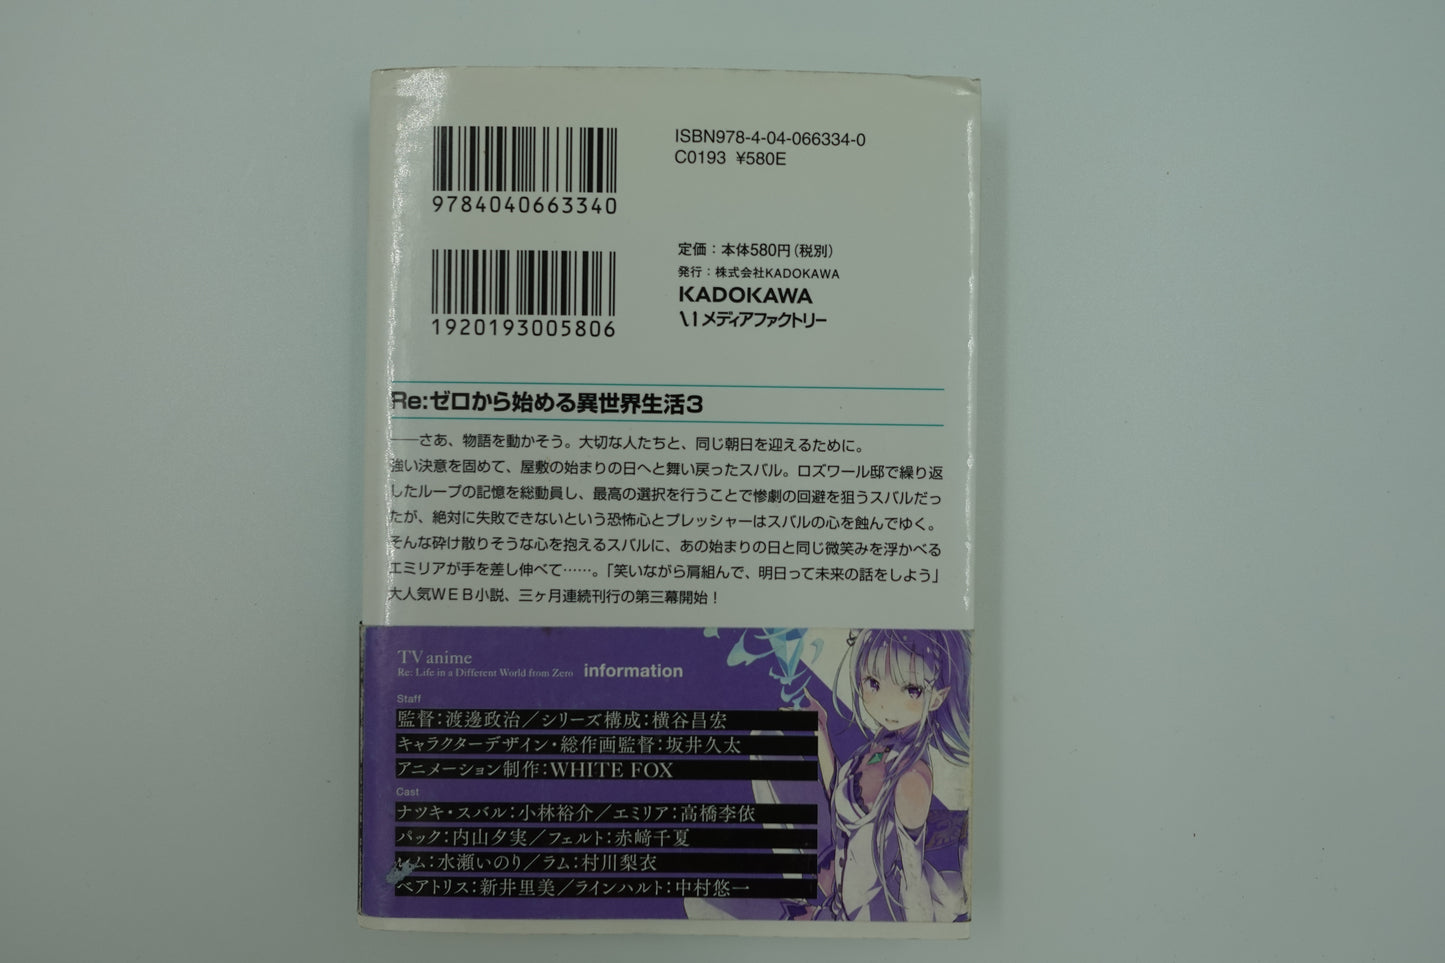 9784040663340
1920193005806
ISBN978-4-04-066334-0
C0193 ¥580E
定価：本体580円（税別）
発行：株式会社KADOKAWA
KADOKAWA
メディアファクトリー
Re:ゼロから始める異世界生活3
――さあ、物語を動かそう。大切な人たちと、同じ朝日を迎えるために。
強い決意を固めて、屋敷の始まりの日へと舞い戻ったスバル。ロズワール邸で繰り返
したループの記憶を総動員し、最高の選択を行うことで惨劇の回避を狙うスバルだっ
たが、絶対に失敗できないという恐怖心とプレッシャーはスバルの心を蝕んでゆく。
そんな砕け散りそうな心を抱えるスバルに、あの始まりの日と同じ微笑みを浮かべる
エミリアが手を差し伸べて……。「笑いながら肩組んで、明日って未来の話をしよう」
大人気ＷＥＢ小説、三ヶ月連続刊行の第三幕開始！
TV anime
Re: Life in a Different World from Zero information
Staff
監督：渡邊政治／シリーズ構成：横谷昌宏
キャラクターデザイン・総作画監督：坂井久太
アニメーション制作：WHITE FOX
Cast
ナツキ・スバル：小林裕介／エミリア：高橋李依
パック：内山夕実／フェルト：赤﨑千夏
レム：水瀬いのり／ラム：村川梨衣
ベアトリス：新井里美／ラインハルト：中村悠一